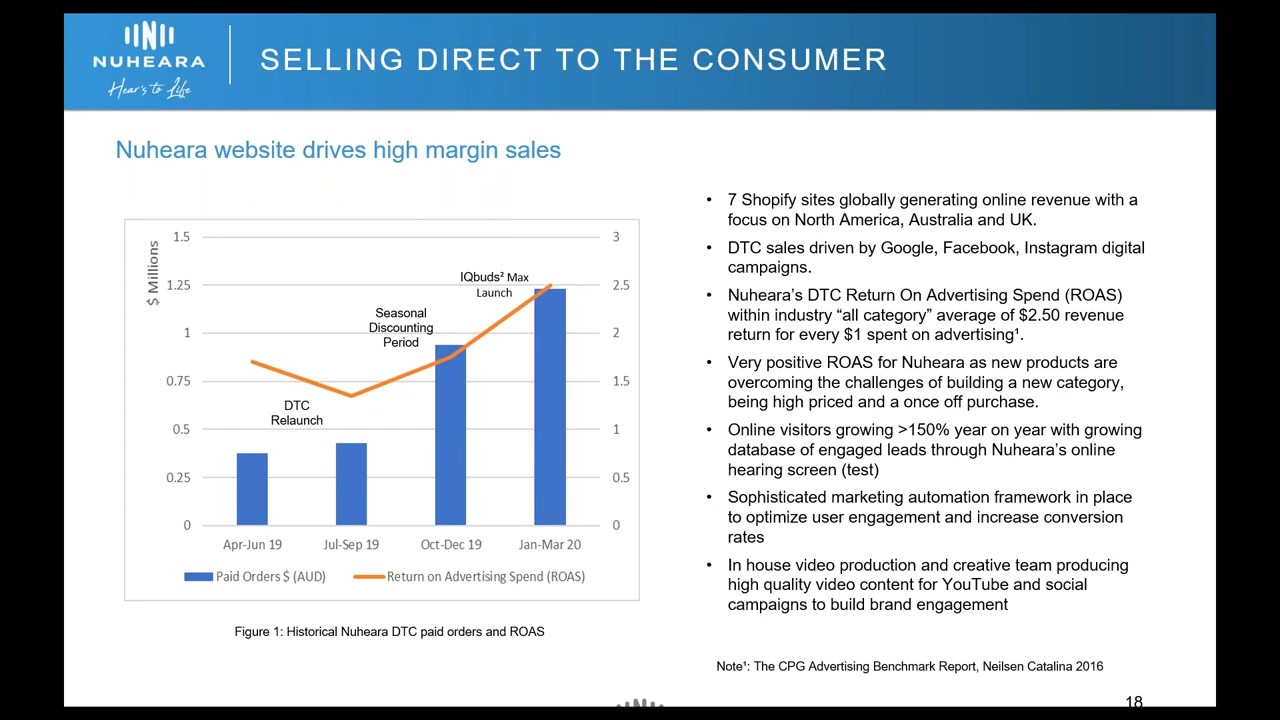 NUHEARA
Hear's to Life
SELLING DIRECT TO THE CONSUMER
Nuheara website drives high margin sales
$ Millions
1.5
1.25
1
0.75
0.5
0.25
0
3
2.5
2
1.5
1
0.5
0
IQbuds² Max
Launch
Seasonal
Discounting
Period
DTC
Relaunch
Apr-Jun 19
Jul-Sep 19
Oct-Dec 19
Jan-Mar 20
Paid Orders $ (AUD)
Return on Advertising Spend (ROAS)
Figure 1: Historical Nuheara DTC paid orders and ROAS
• 7 Shopify sites globally generating online revenue with a
focus on North America, Australia and UK.
• DTC sales driven by Google, Facebook, Instagram digital
campaigns.
• Nuheara’s DTC Return On Advertising Spend (ROAS)
within industry “all category” average of $2.50 revenue
return for every $1 spent on advertising¹.
• Very positive ROAS for Nuheara as new products are
overcoming the challenges of building a new category,
being high priced and a once off purchase.
• Online visitors growing >150% year on year with growing
database of engaged leads through Nuheara’s online
hearing screen (test)
• Sophisticated marketing automation framework in place
to optimize user engagement and increase conversion
rates
• In house video production and creative team producing
high quality video content for YouTube and social
campaigns to build brand engagement
Note¹: The CPG Advertising Benchmark Report, Neilsen Catalina 2016
18